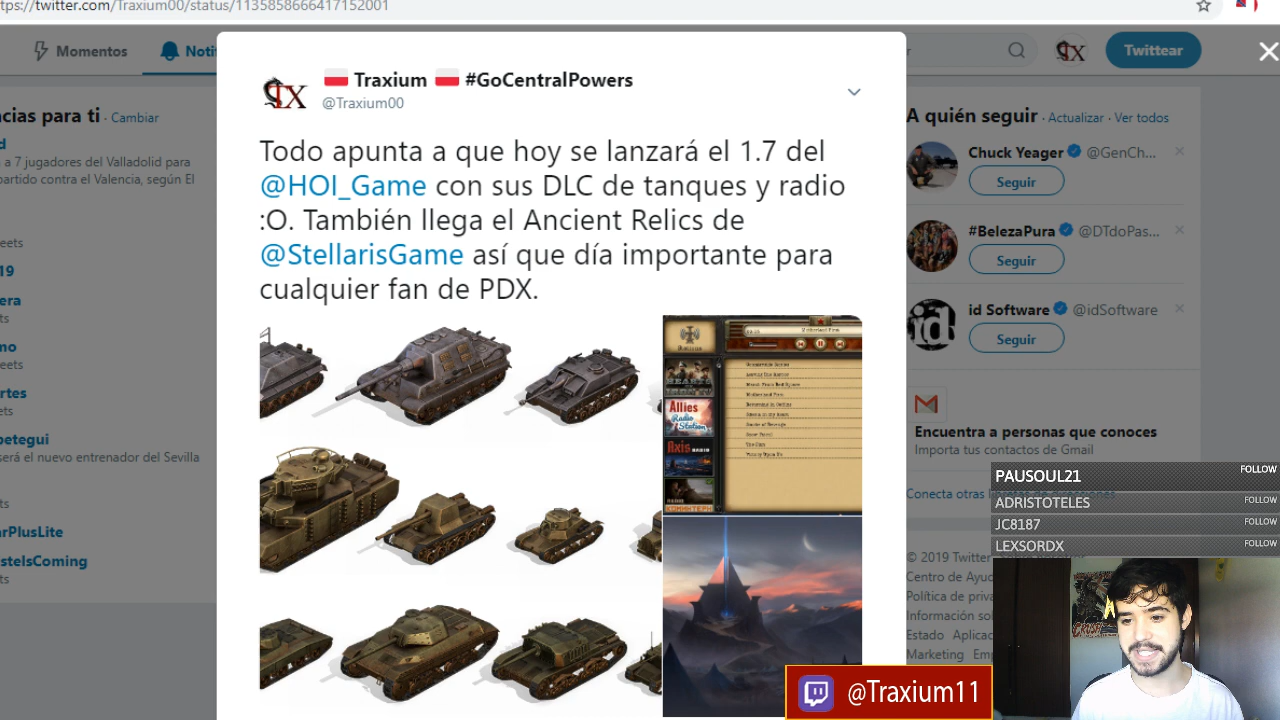 tps://twitter.com/Traxium00/status/1135858666417152001
Momentos
Noti
Twittear
Traxium #GoCentralPowers
@Traxium00
Todo apunta a que hoy se lanzará el 1.7 del
@HOI_Game con sus DLC de tanques y radio
:O. También llega el Ancient Relics de
@StellarisGame así que día importante para
cualquier fan de PDX.
Allies
Radio
Station
Axis RADIO
ncias para ti · Cambiar
a 7 jugadores del Valladolid para
partido contra el Valencia, según El
eets
19
era
ts
mo
eets
rtes
ets
petegui
será el nuevo entrenador del Sevilla
ts
arPlusLite
stelsComing
ts
A quién seguir · Actualizar · Ver todos
Chuck Yeager @GenCh...
Seguir
#BelezaPura @DTdoPas...
Seguir
id Software @idSoftware
Seguir
Encuentra a personas que conoces
Importa tus contactos de Gmail
Conecta otras
© 2019 Twitter
Centro de Ayud
Política de priva
Información so
Estado Aplicac
Marketing Em
PAUSOUL21 FOLLOW
ADRISTOTELES FOLLOW
JC8187 FOLLOW
LEXSORDX FOLLOW
@Traxium11